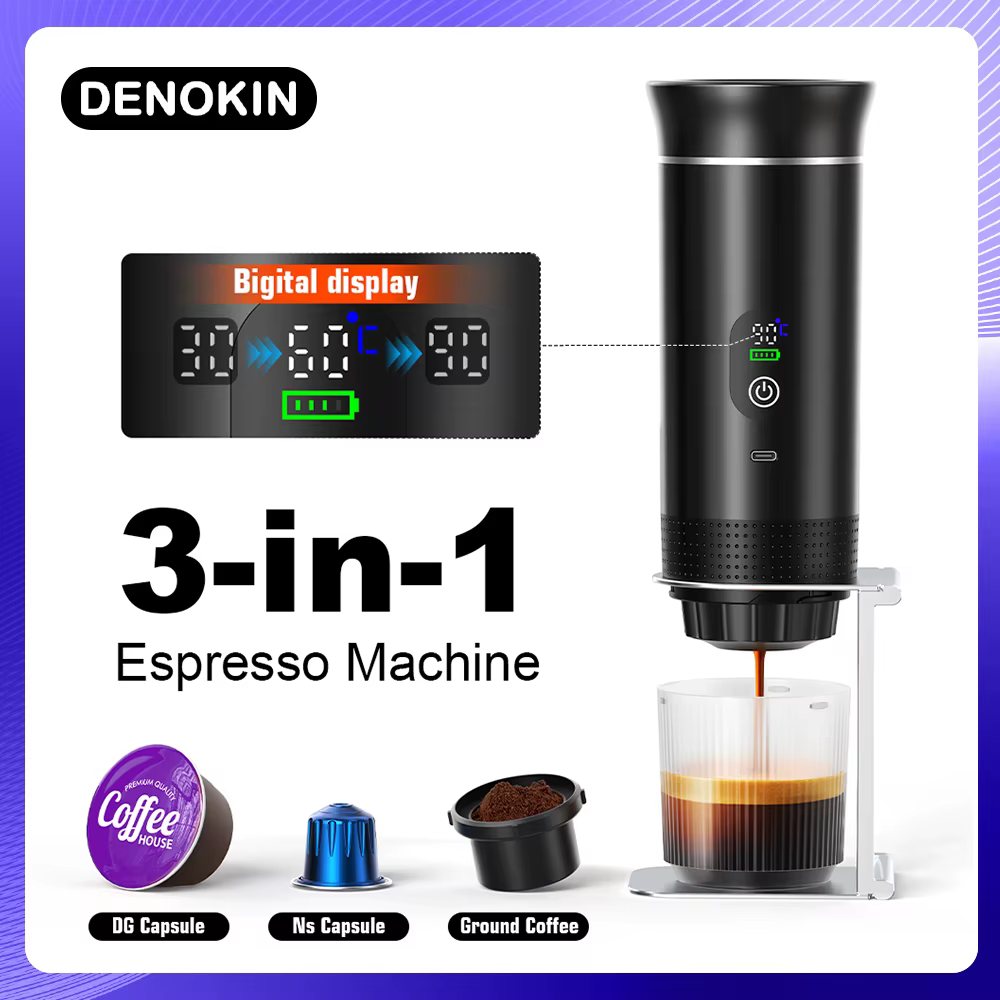 DENOKIN
Bigital display
30 60°C 90
90°C
3-in-1
Espresso Machine
PREMIUM QUALITY
Coffee
HOUSE
DG Capsule
Ns Capsule
Ground Coffee